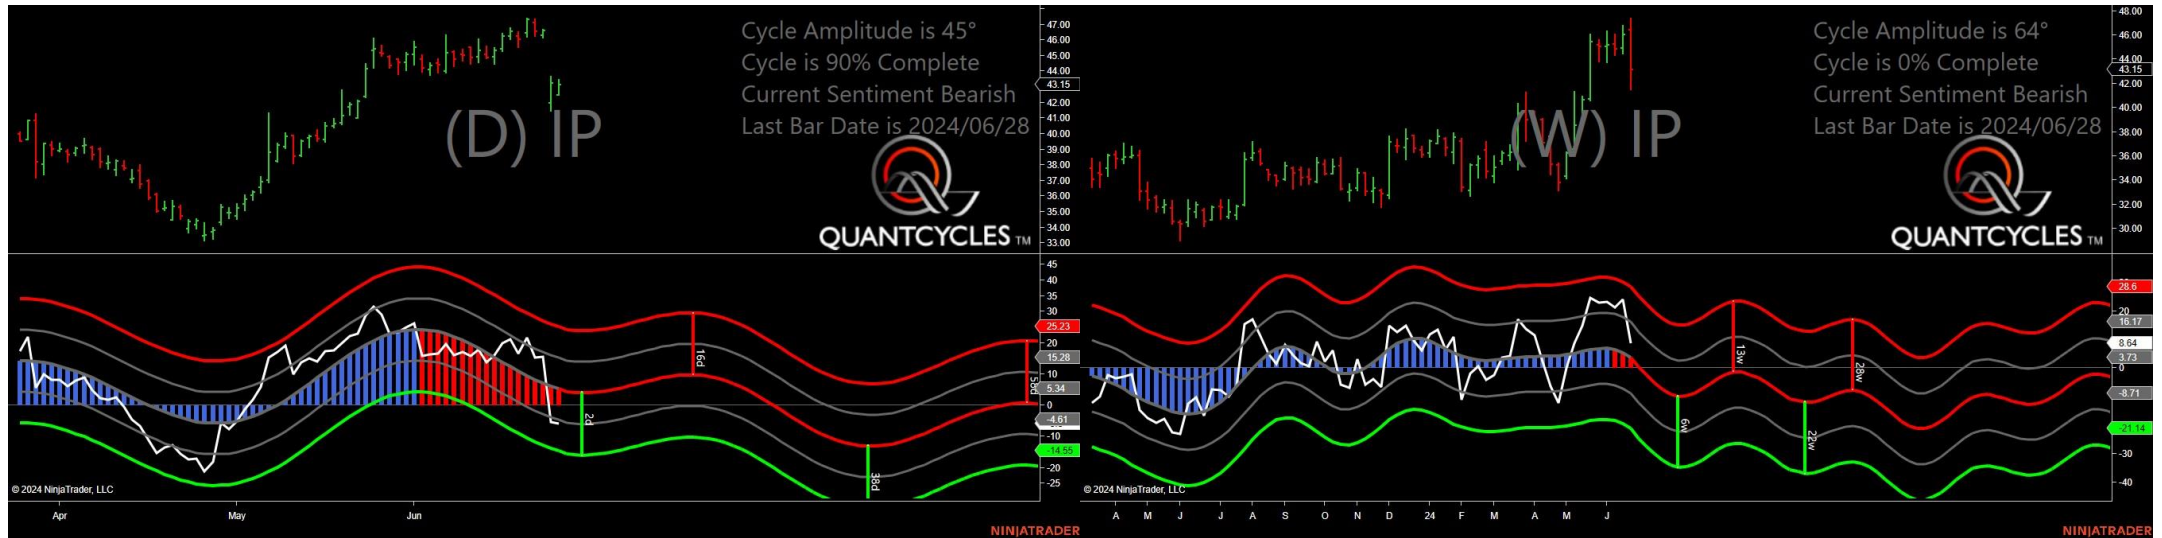 Cycle Amplitude is 45°
Cycle is 90% Complete
Current Sentiment Bearish
Last Bar Date is 2024/06/28
(D) IP
QUANTCYCLES TM
47.00
46.00
45.00
44.00
43.15
42.00
41.00
40.00
39.00
38.00
37.00
36.00
35.00
34.00
33.00
45
40
35
30
25.23
20
15.28
10
5.34
0
-4.61
-10
-14.55
-20
-25
2d
16d
38d
58d
© 2024 NinjaTrader, LLC
Apr May Jun
NINJATRADER
Cycle Amplitude is 64°
Cycle is 0% Complete
Current Sentiment Bearish
Last Bar Date is 2024/06/28
(W) IP
QUANTCYCLES TM
48.00
46.00
44.00
43.15
42.00
40.00
38.00
36.00
34.00
32.00
30.00
28.6
20
16.17
8.64
3.73
0
-8.71
-21.14
-30
-40
6w
13w
22w
28w
© 2024 NinjaTrader, LLC
A M J J A S O N D 24 F M A M J
NINJATRADER